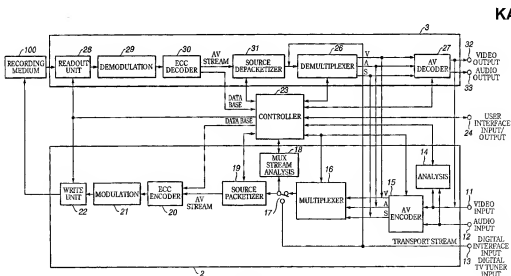 KA
3
100
RECORDING MEDIUM
28
READOUT UNIT
29
DEMODULATION
30
ECC DECODER
AV STREAM
31
SOURCE DEPACKETIZER
26
DEMULTIPLEXER
V
A
S
27
AV DECODER
32
VIDEO OUTPUT
AUDIO OUTPUT
33
DATA BASE
23
CONTROLLER
DATA BASE
USER INTERFACE INPUT/ OUTPUT
24
18
MUX STREAM ANALYSIS
14
ANALYSIS
22
WRITE UNIT
21
MODULATION
20
ECC ENCODER
AV STREAM
19
SOURCE PACKETIZER
17
16
MULTIPLEXER
V
A
S
15
AV ENCODER
11
VIDEO INPUT
AUDIO INPUT
12
TRANSPORT STREAM
DIGITAL INTERFACE INPUT
13
DIGITAL TV TUNER INPUT
2